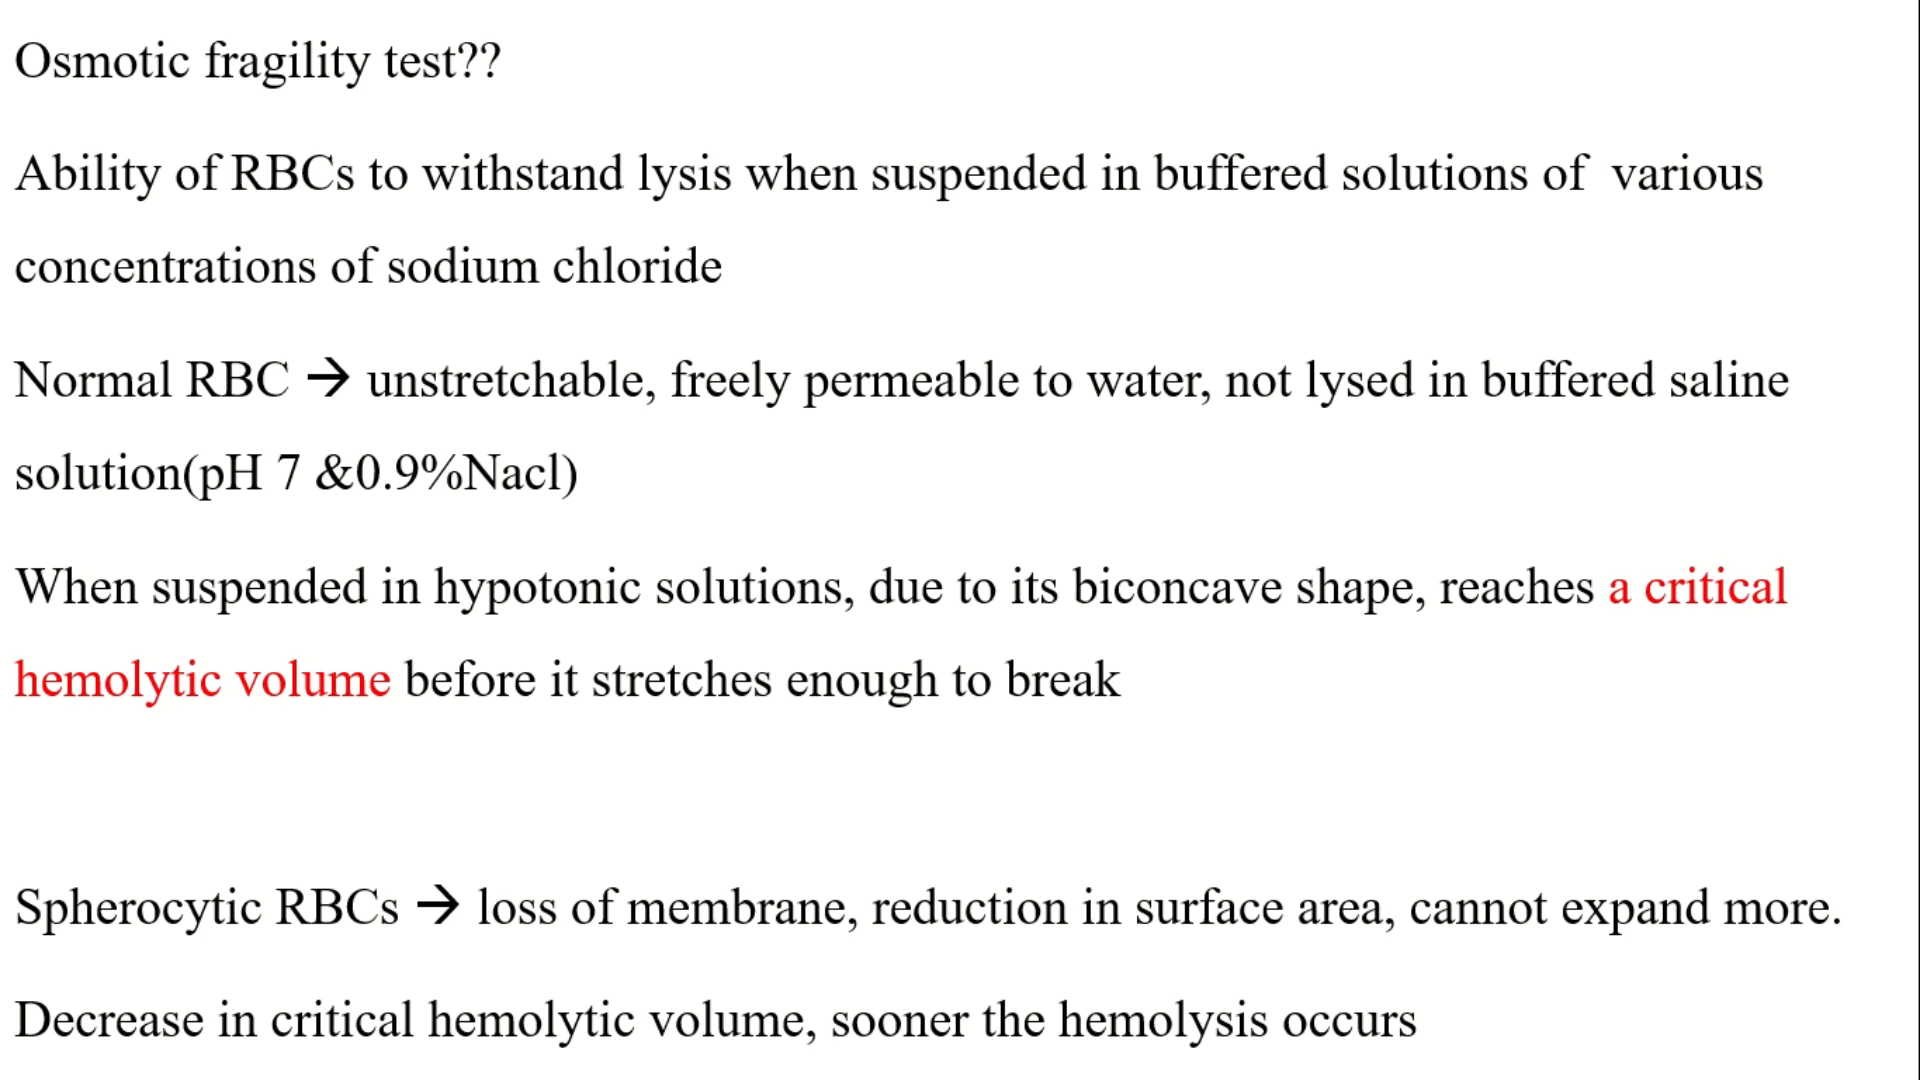 Osmotic fragility test??
Ability of RBCs to withstand lysis when suspended in buffered solutions of  various
concentrations of sodium chloride
Normal RBC → unstretchable, freely permeable to water, not lysed in buffered saline
solution(pH 7 &0.9%Nacl)
When suspended in hypotonic solutions, due to its biconcave shape, reaches a critical
hemolytic volume before it stretches enough to break
Spherocytic RBCs → loss of membrane, reduction in surface area, cannot expand more.
Decrease in critical hemolytic volume, sooner the hemolysis occurs